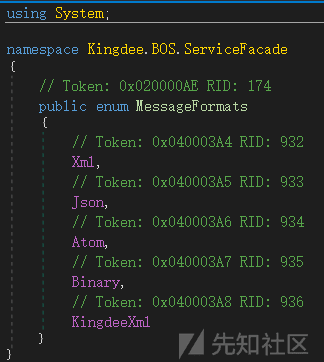 using System;
namespace Kingdee.BOS.ServiceFacade
{
// Token: 0x020000AE RID: 174
public enum MessageFormats
{
// Token: 0x040003A4 RID: 932
Xml,
// Token: 0x040003A5 RID: 933
Json,
// Token: 0x040003A6 RID: 934
Atom,
// Token: 0x040003A7 RID: 935
Binary,
// Token: 0x040003A8 RID: 936
KingdeeXml
}
}
先知社区